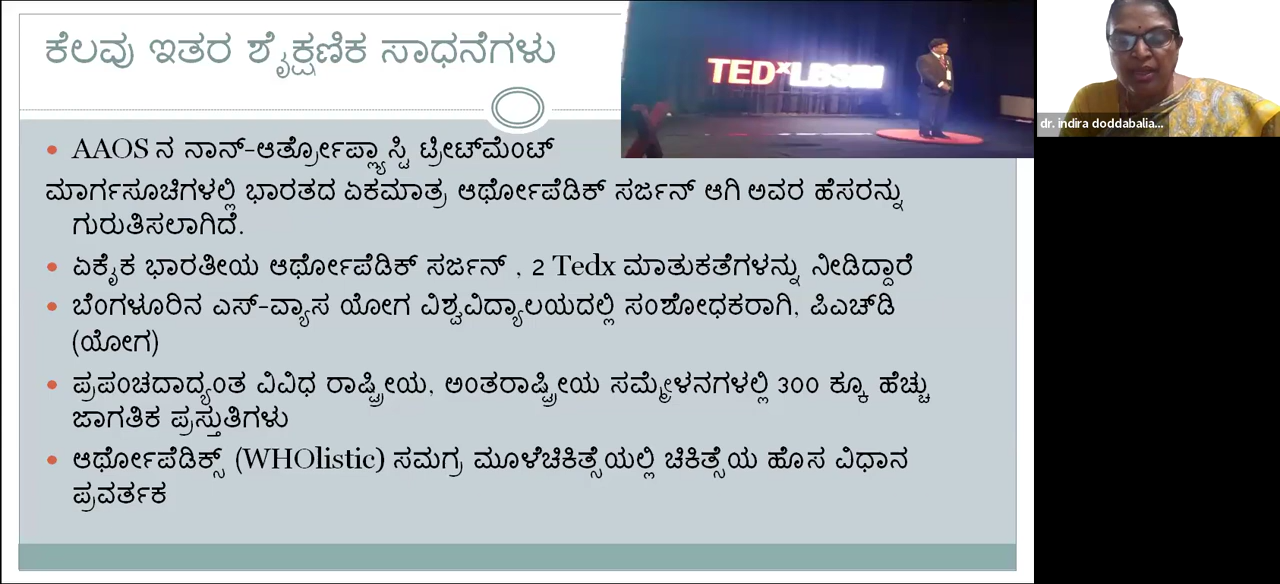 ಕೆಲವು ಇತರ ಶೈಕ್ಷಣಿಕ ಸಾಧನೆಗಳು
TEDxLBSIM
dr. indira doddabalia...
• AAOS ನ ನಾನ್-ಆರ್ತ್ರೋಪ್ಲ್ಯಾಸ್ಟಿ ಟ್ರೀಟ್‌ಮೆಂಟ್
ಮಾರ್ಗಸೂಚಿಗಳಲ್ಲಿ ಭಾರತದ ಏಕಮಾತ್ರ ಆರ್ಥೋಪೆಡಿಕ್ ಸರ್ಜನ್ ಆಗಿ ಅವರ ಹೆಸರನ್ನು
ಗುರುತಿಸಲಾಗಿದೆ.
• ಏಕೈಕ ಭಾರತೀಯ ಆರ್ಥೋಪೆಡಿಕ್ ಸರ್ಜನ್ , 2 Tedx ಮಾತುಕತೆಗಳನ್ನು ನೀಡಿದ್ದಾರೆ
• ಬೆಂಗಳೂರಿನ ಎಸ್-ವ್ಯಾಸ ಯೋಗ ವಿಶ್ವವಿದ್ಯಾಲಯದಲ್ಲಿ ಸಂಶೋಧಕರಾಗಿ, ಪಿಎಚ್‌ಡಿ
(ಯೋಗ)
• ಪ್ರಪಂಚದಾದ್ಯಂತ ವಿವಿಧ ರಾಷ್ಟ್ರೀಯ, ಅಂತರಾಷ್ಟ್ರೀಯ ಸಮ್ಮೇಳನಗಳಲ್ಲಿ 300 ಕ್ಕೂ ಹೆಚ್ಚು
ಜಾಗತಿಕ ಪ್ರಸ್ತುತಿಗಳು
• ಆರ್ಥೋಪೆಡಿಕ್ಸ್ (WHOlistic) ಸಮಗ್ರ ಮೂಳೆಚಿಕಿತ್ಸೆಯಲ್ಲಿ ಚಿಕಿತ್ಸೆಯ ಹೊಸ ವಿಧಾನ
ಪ್ರವರ್ತಕ